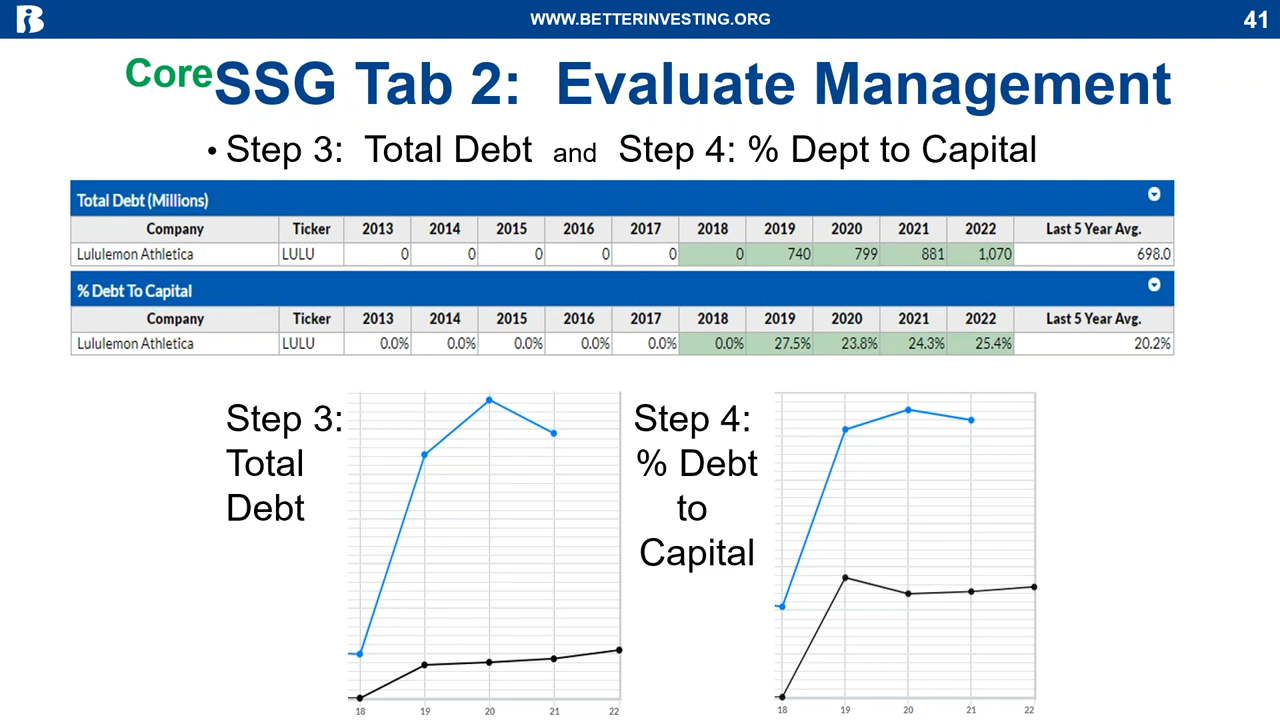 WWW.BETTERINVESTING.ORG
41
CoreSSG Tab 2: Evaluate Management
• Step 3: Total Debt and Step 4: % Dept to Capital
Total Debt (Millions)
Company Ticker 2013 2014 2015 2016 2017 2018 2019 2020 2021 2022 Last 5 Year Avg.
Lululemon Athletica LULU 0 0 0 0 0 0 740 799 881 1,070 698.0
% Debt To Capital
Company Ticker 2013 2014 2015 2016 2017 2018 2019 2020 2021 2022 Last 5 Year Avg.
Lululemon Athletica LULU 0.0% 0.0% 0.0% 0.0% 0.0% 0.0% 27.5% 23.8% 24.3% 25.4% 20.2%
Step 3:
Total
Debt
18 19 20 21 22
Step 4:
% Debt
to
Capital
18 19 20 21 22